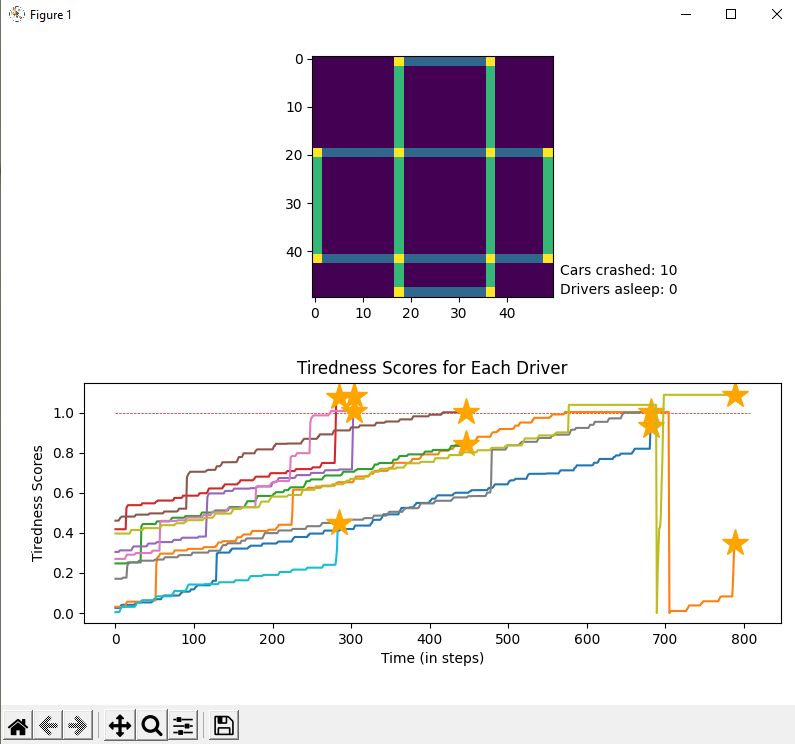 Figure 1
0
10
20
30
40
0 10 20 30 40
Cars crashed: 10
Drivers asleep: 0
Tiredness Scores for Each Driver
Tiredness Scores
1.0
0.8
0.6
0.4
0.2
0.0
0 100 200 300 400 500 600 700 800
Time (in steps)